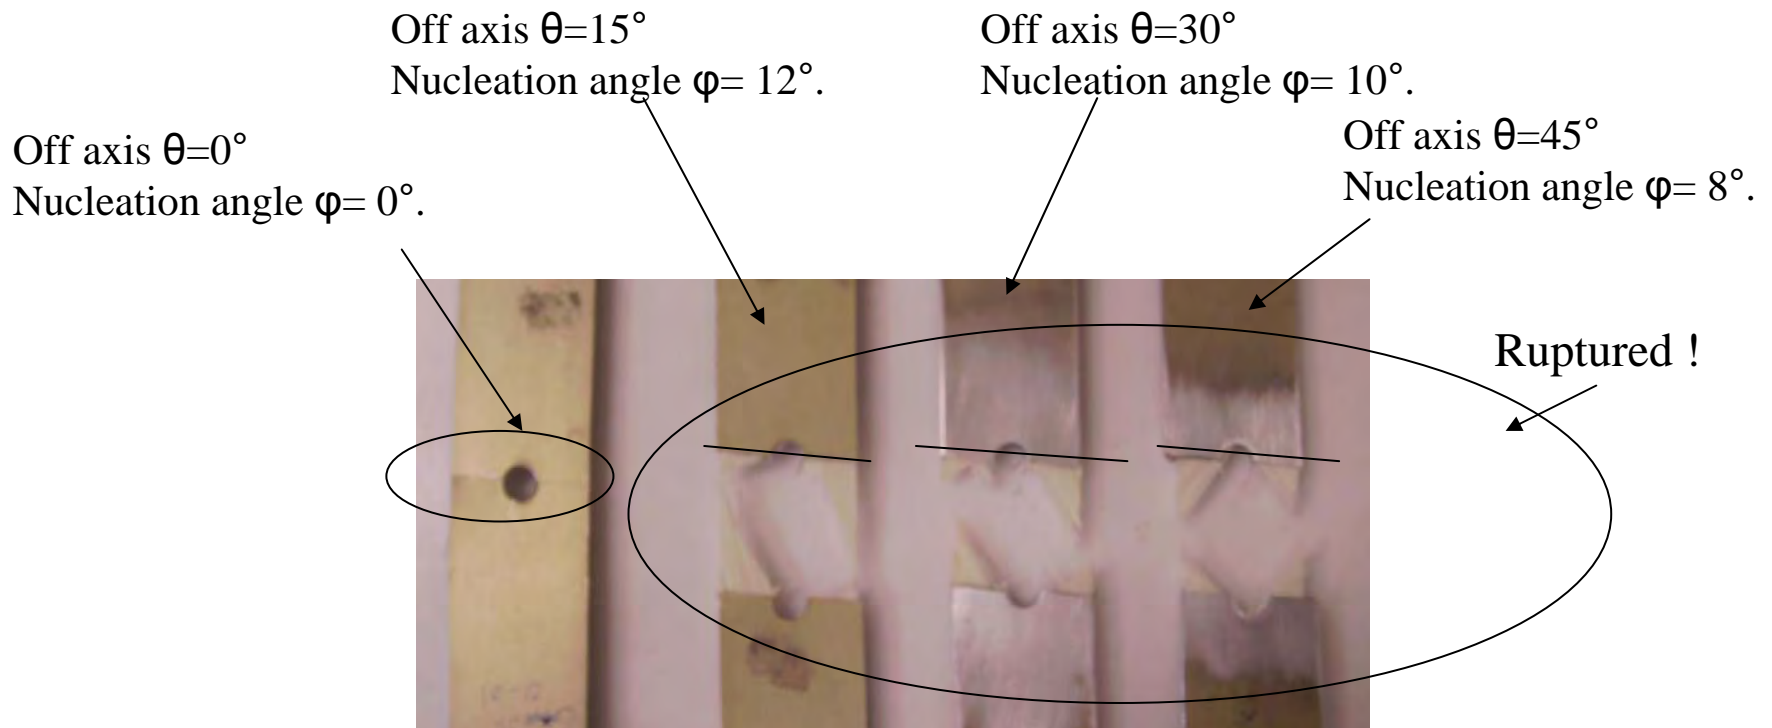 Off axis θ=15°
Nucleation angle φ= 12°.
Off axis θ=30°
Nucleation angle φ= 10°.
Off axis θ=45°
Nucleation angle φ= 8°.
Off axis θ=0°
Nucleation angle φ= 0°.
Ruptured !